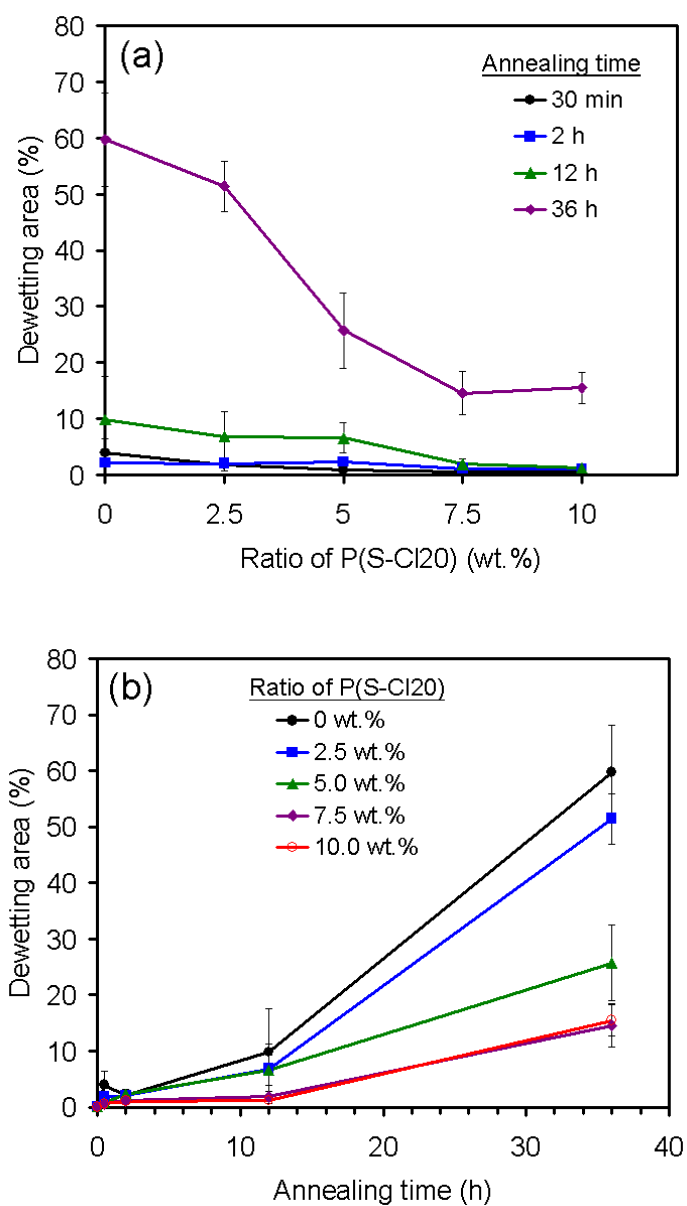 80
(a)
Annealing time
70
30 min
60
2 h
12 h
50
36 h
40
30
20
10
0
Dewetting area (%)
0 2.5 5 7.5 10
Ratio of P(S-Cl20) (wt.%)
80
(b)
Ratio of P(S-Cl20)
70
0 wt.%
60
2.5 wt.%
5.0 wt.%
50
7.5 wt.%
10.0 wt.%
40
30
20
10
0
Dewetting area (%)
0 10 20 30 40
Annealing time (h)